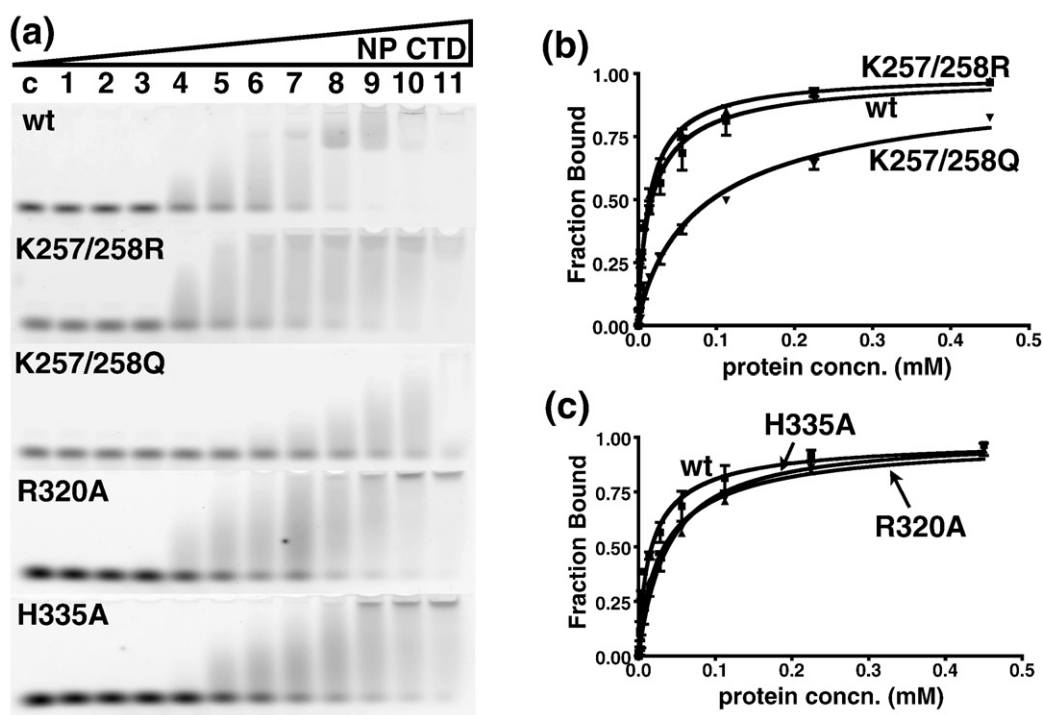 (a)
NP CTD
c 1 2 3 4 5 6 7 8 9 10 11
wt
K257/258R
K257/258Q
R320A
H335A
(b)
1.00
0.75
0.50
0.25
0.00
Fraction Bound
K257/258R
wt
K257/258Q
0.0 0.1 0.2 0.3 0.4 0.5
protein concn. (mM)
(c)
1.00
0.75
0.50
0.25
0.00
Fraction Bound
H335A
wt
R320A
0.0 0.1 0.2 0.3 0.4 0.5
protein concn. (mM)